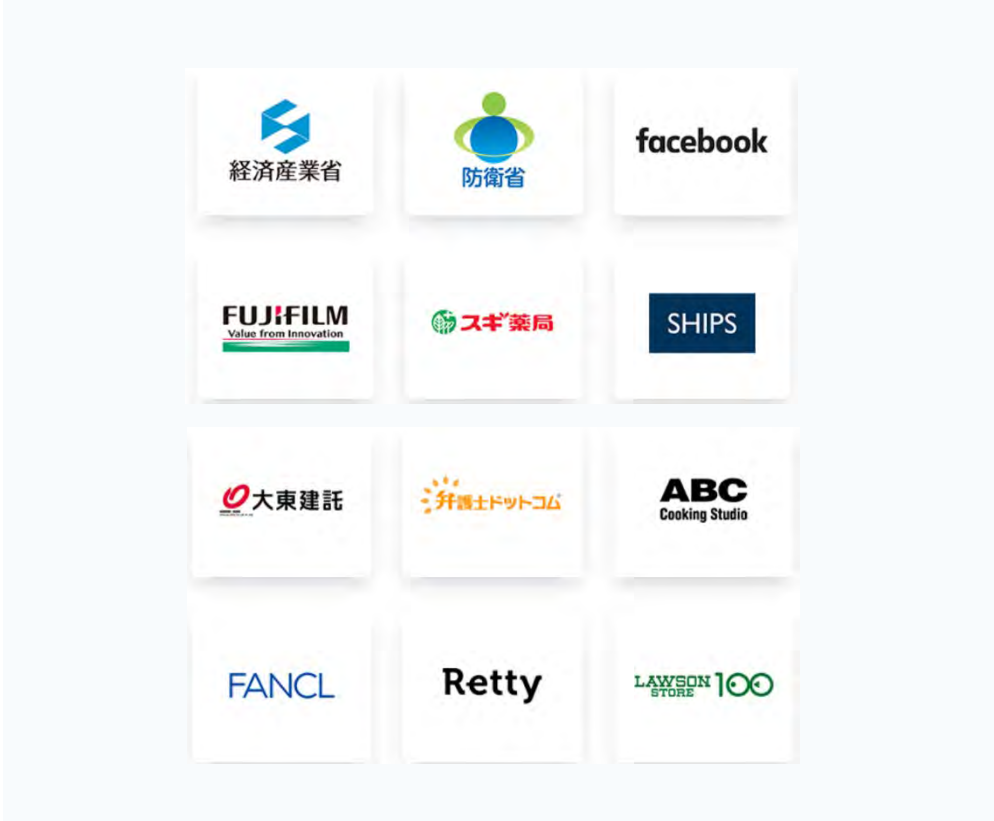 経済産業省
防衛省
facebook
FUJIFILM
Value from Innovation
スギ薬局
SHIPS
大東建託
弁護士ドットコム
ABC
Cooking Studio
FANCL
Retty
LAWSON
STORE
100